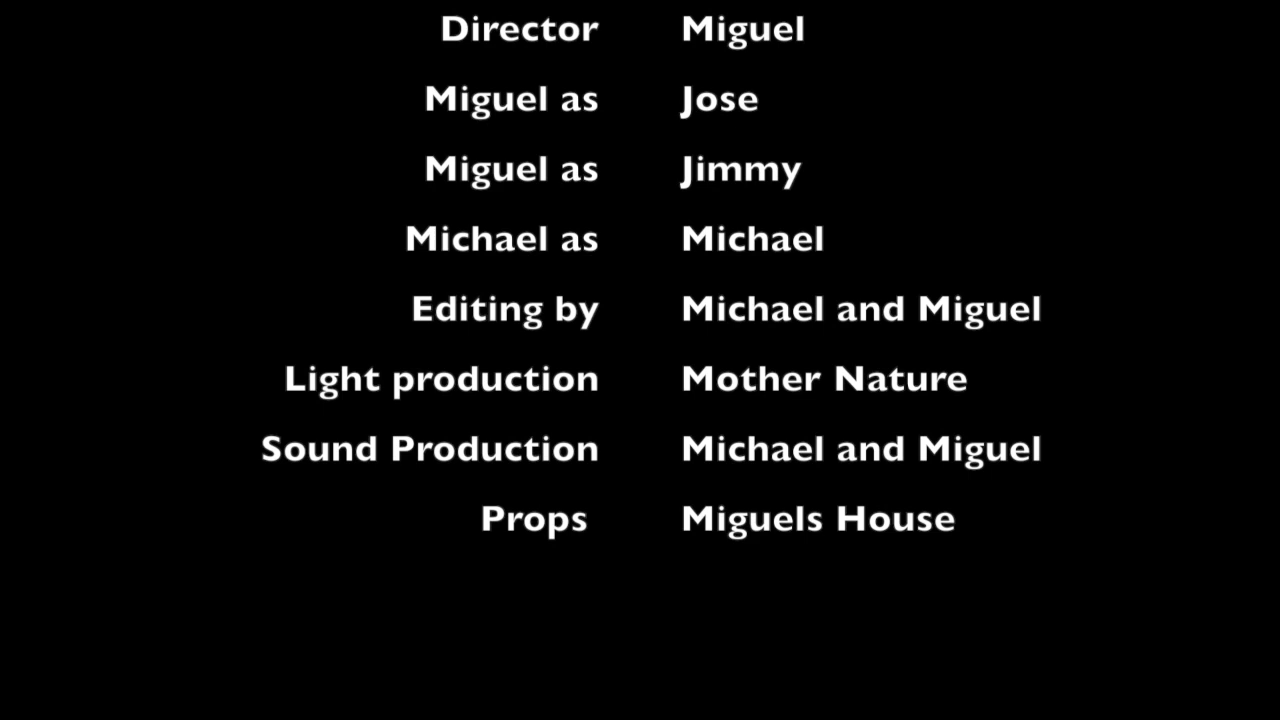 Director Miguel
Miguel as Jose
Miguel as Jimmy
Michael as Michael
Editing by Michael and Miguel
Light production Mother Nature
Sound Production Michael and Miguel
Props Miguels House